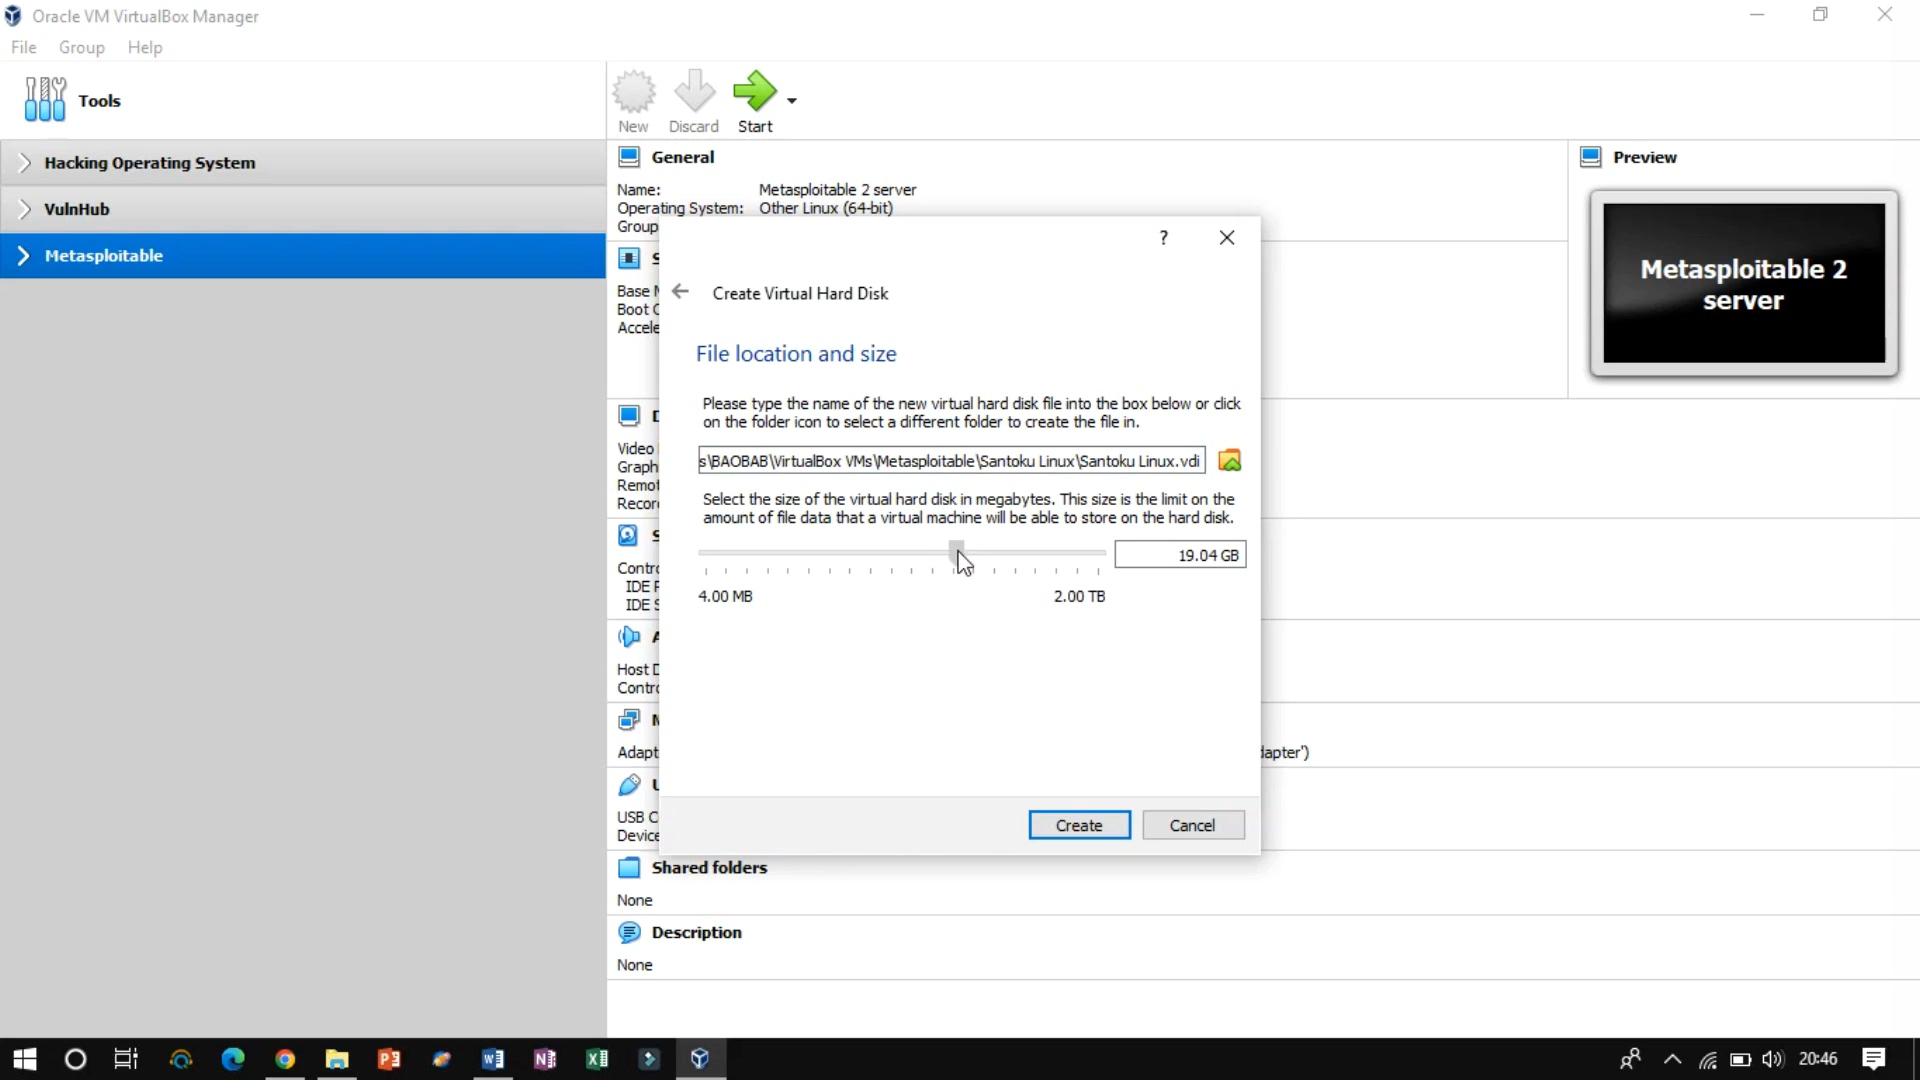 Oracle VM VirtualBox Manager
File Group Help
Tools
New Discard Start
Hacking Operating System
VulnHub
Metasploitable
General
Name: Metasploitable 2 server
Operating System: Other Linux (64-bit)
Group
S
Base M
Boot O
Accele
Preview
Metasploitable 2
server
?
Create Virtual Hard Disk
File location and size
Please type the name of the new virtual hard disk file into the box below or click
on the folder icon to select a different folder to create the file in.
s\BAOBAB\VirtualBox VMs\Metasploitable\Santoku Linux\Santoku Linux.vdi
Select the size of the virtual hard disk in megabytes. This size is the limit on the
amount of file data that a virtual machine will be able to store on the hard disk.
19.04 GB
4.00 MB 2.00 TB
Create Cancel
D
Video
Graph
Remot
Recor
S
Contro
IDE P
IDE S
A
Host D
Contro
N
Adapt
dapter')
U
USB C
Device
Shared folders
None
Description
None
20:46